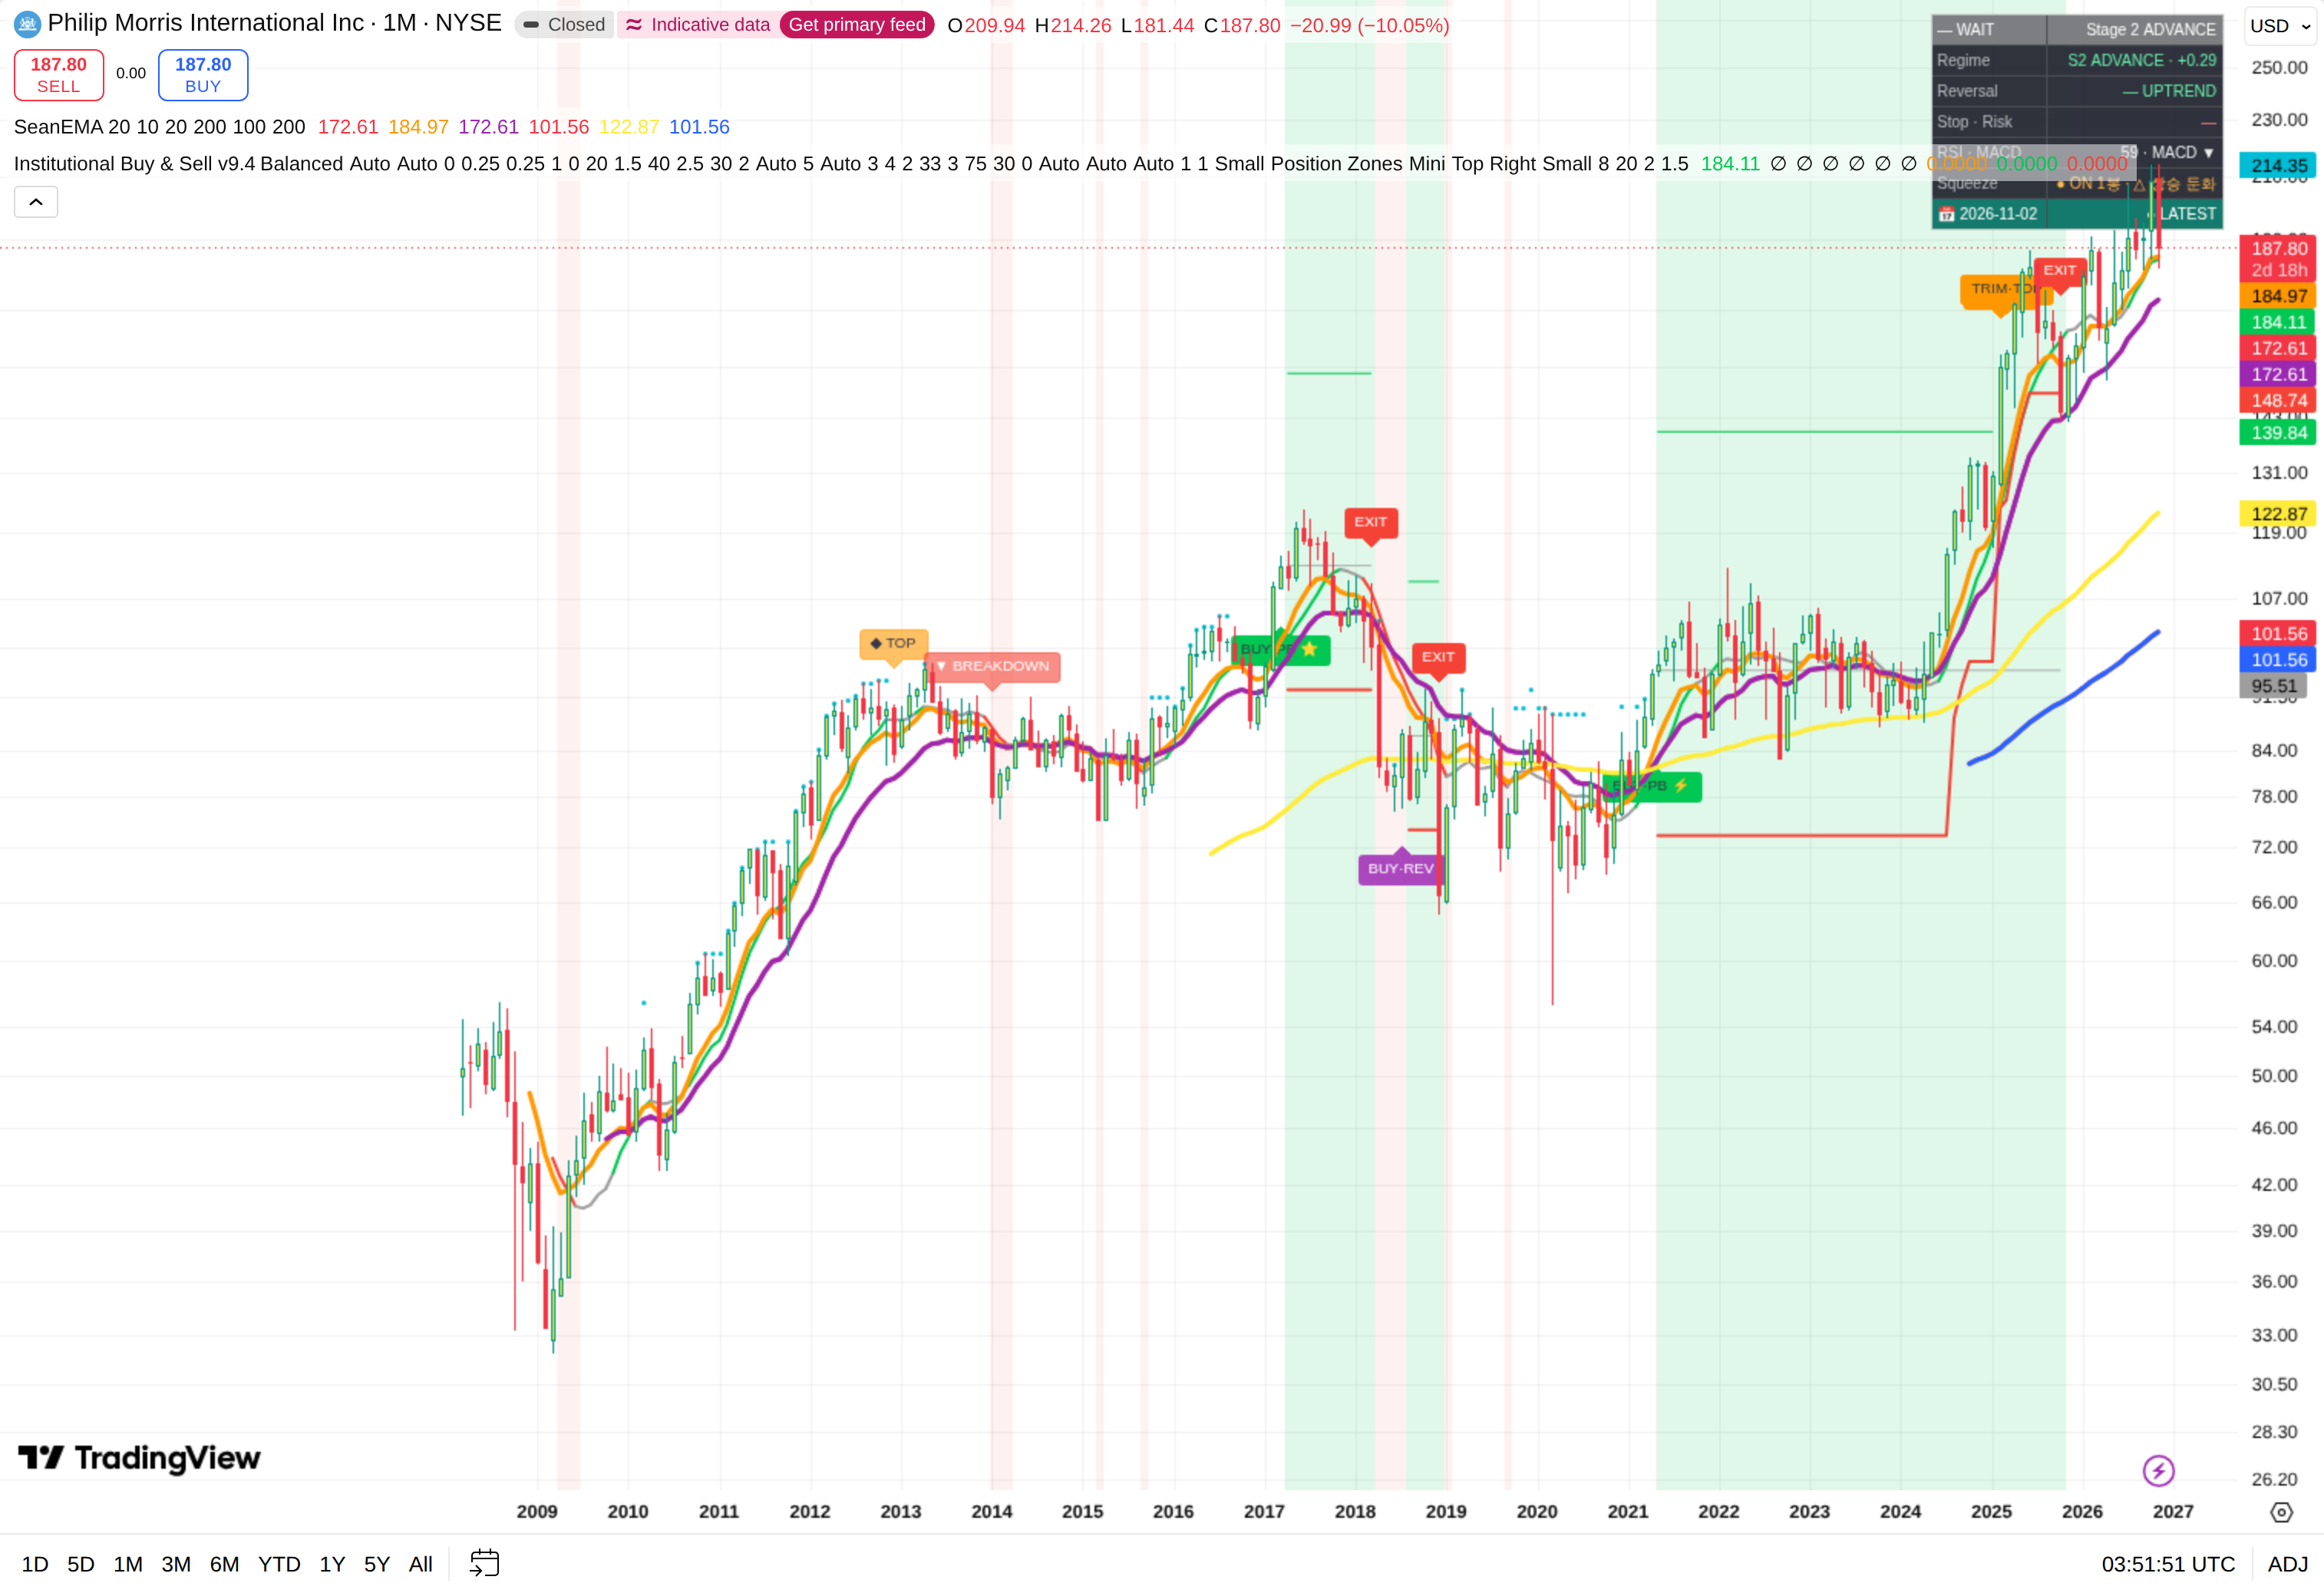 Philip Morris International Inc · 1M · NYSE Closed Indicative data Get primary feed O209.94 H214.26 L181.44 C187.80 −20.99 (−10.05%)
187.80 SELL
0.00
187.80 BUY
SeanEMA 20 10 20 200 100 200 172.61 184.97 172.61 101.56 122.87 101.56
Institutional Buy & Sell v9.4 Balanced Auto Auto 0 0.25 0.25 1 0 20 1.5 40 2.5 30 2 Auto 5 Auto 3 4 2 33 3 75 30 0 Auto Auto Auto 1 1 Small Position Zones Mini Top Right Small 8 20 2 1.5 184.11 ∅ ∅ ∅ ∅ ∅ ∅ 0.0000 0.0000 0.0000
— WAIT Stage 2 ADVANCE
Regime S2 ADVANCE · +0.29
Reversal — UPTREND
Stop · Risk —
RSI · MACD 59 · MACD ▼
Squeeze ● ON 1봉 △ 상승 둔화
📅 2026-11-02 LATEST
USD
250.00
230.00
214.35
187.80
2d 18h
184.97
184.11
172.61
172.61
148.74
139.84
131.00
122.87
119.00
107.00
101.56
101.56
95.51
84.00
78.00
72.00
66.00
60.00
54.00
50.00
46.00
42.00
39.00
36.00
33.00
30.50
28.30
26.20
TRIM·TOP
EXIT
EXIT
◆ TOP
▼ BREAKDOWN
BUY ⭐
EXIT
PB ⚡
BUY·REV
TradingView
2009 2010 2011 2012 2013 2014 2015 2016 2017 2018 2019 2020 2021 2022 2023 2024 2025 2026 2027
1D 5D 1M 3M 6M YTD 1Y 5Y All
03:51:51 UTC ADJ